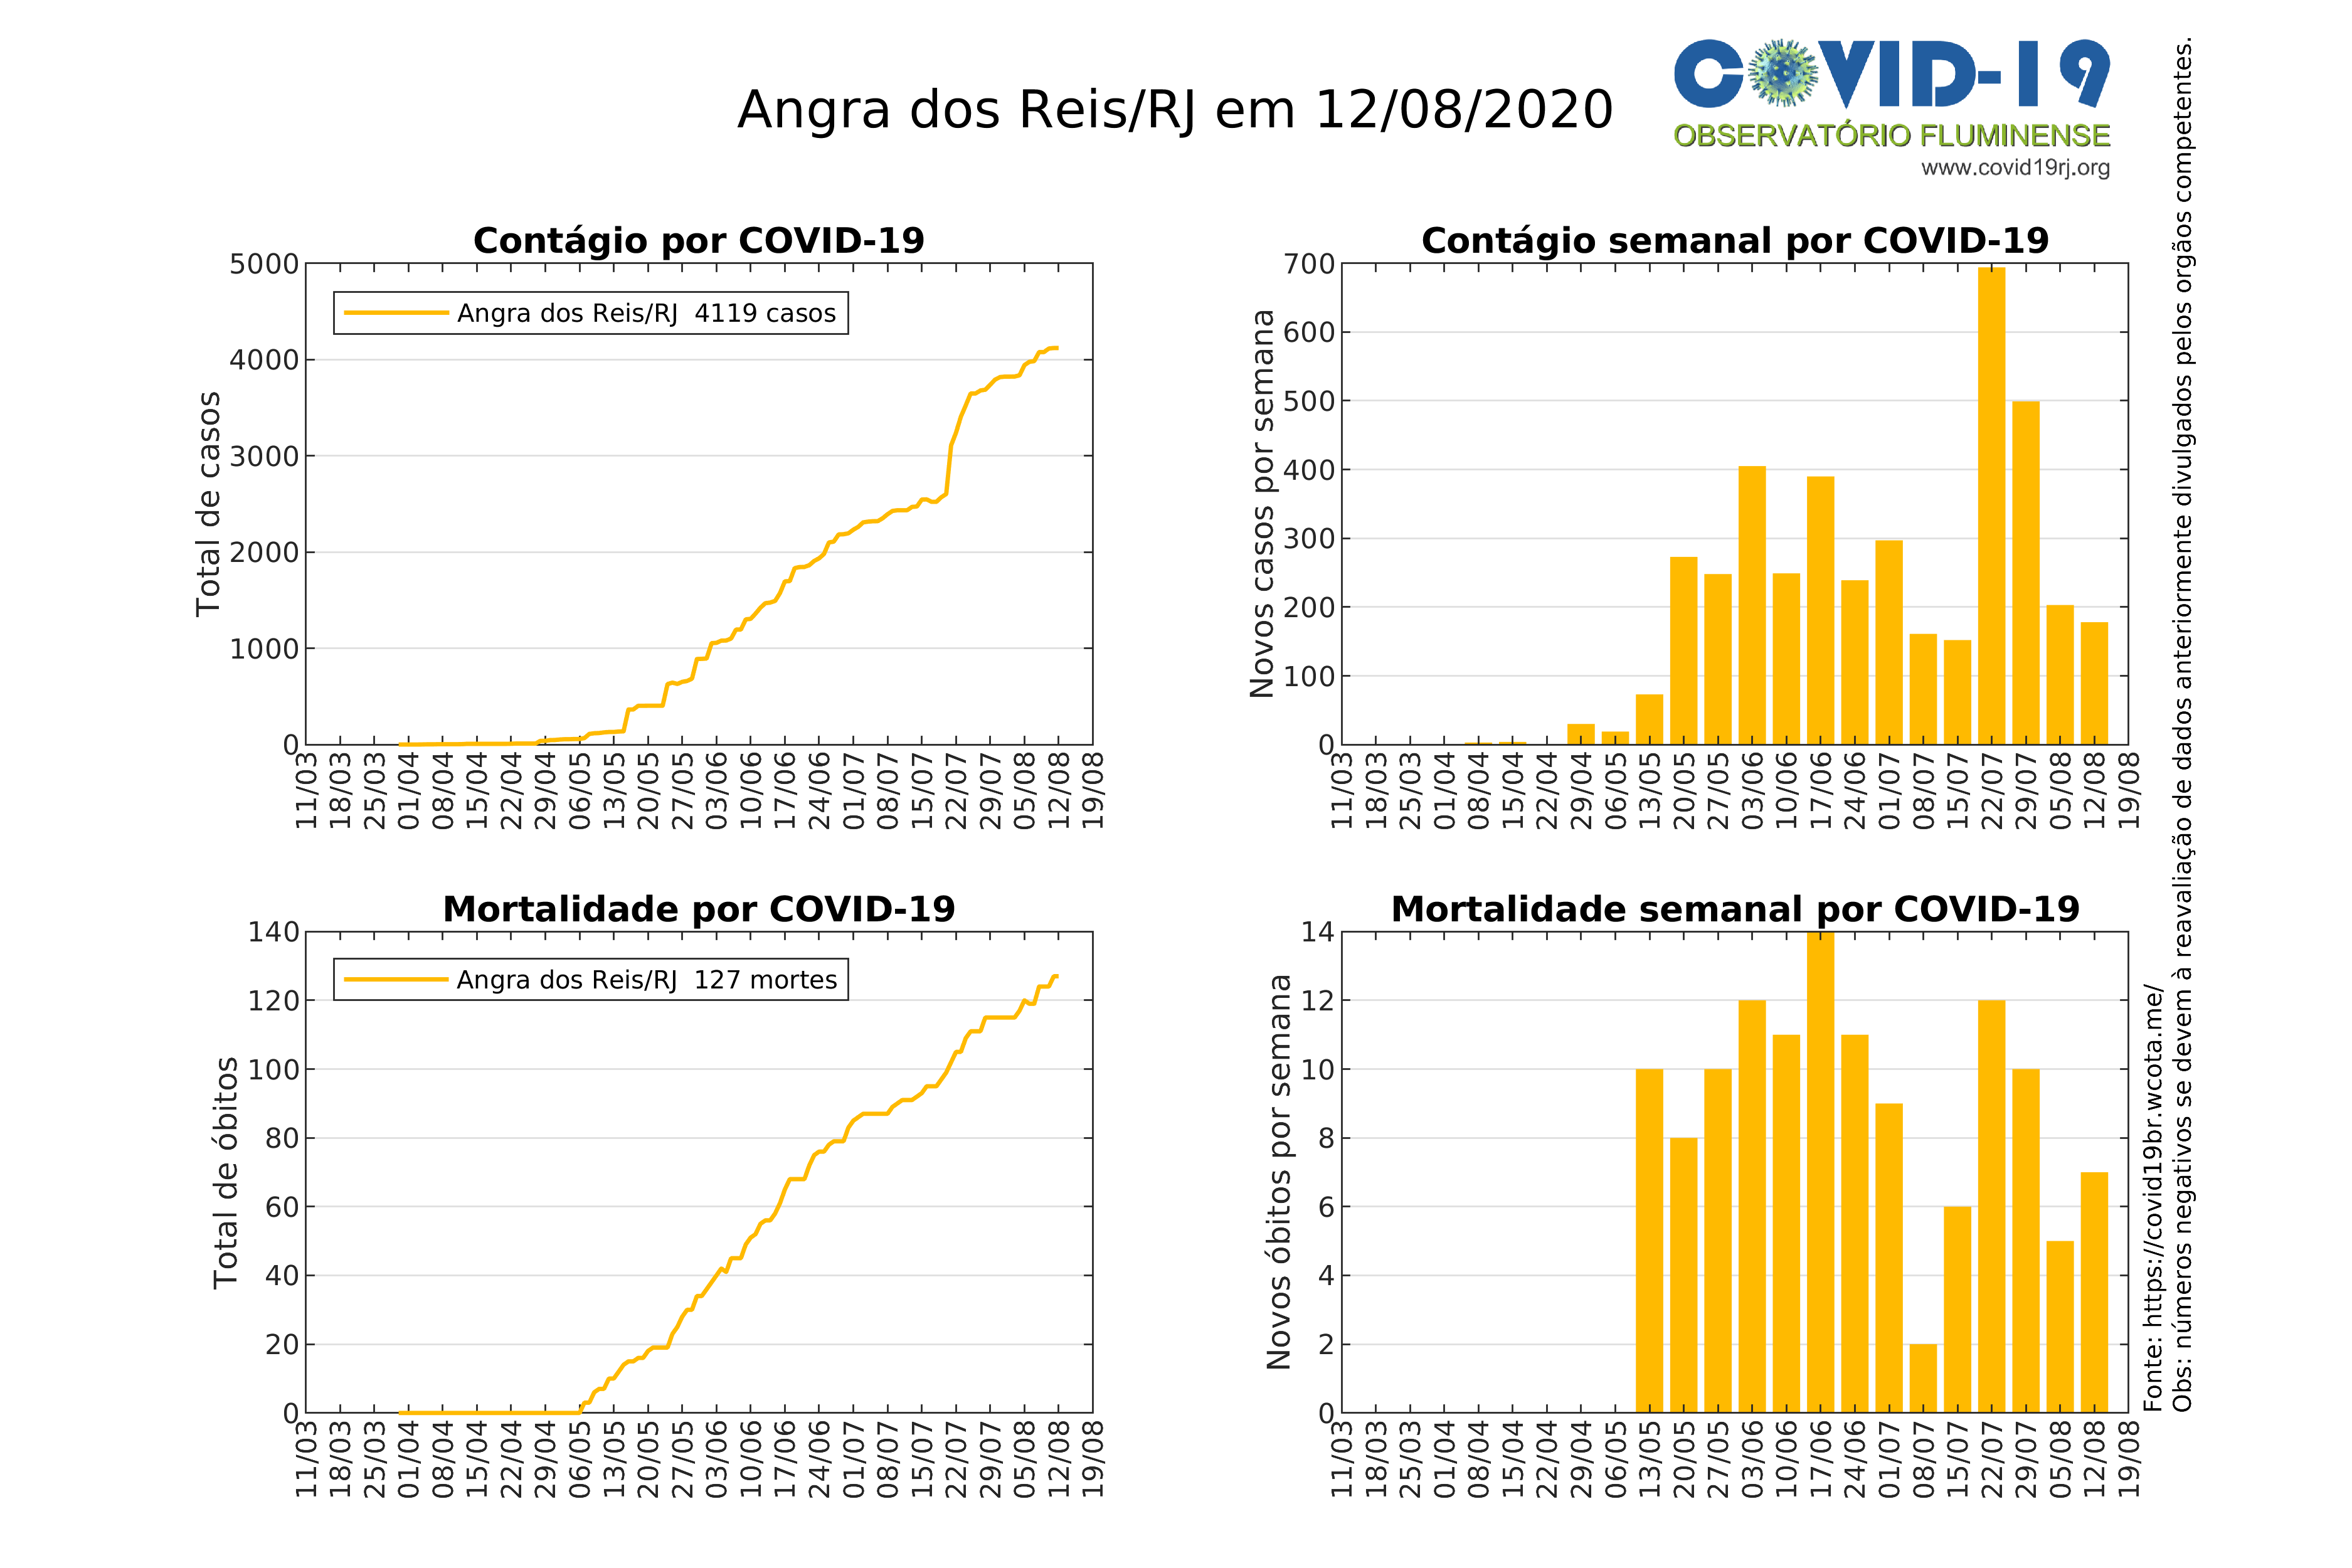 Angra dos Reis/RJ em 12/08/2020
COVID-19
OBSERVATÓRIO FLUMINENSE
www.covid19rj.org
Contágio por COVID-19
Total de casos
5000
4000
3000
2000
1000
0
Angra dos Reis/RJ 4119 casos
11/03 18/03 25/03 01/04 08/04 15/04 22/04 29/04 06/05 13/05 20/05 27/05 03/06 10/06 17/06 24/06 01/07 08/07 15/07 22/07 29/07 05/08 12/08 19/08
Contágio semanal por COVID-19
Novos casos por semana
700
600
500
400
300
200
100
0
11/03 18/03 25/03 01/04 08/04 15/04 22/04 29/04 06/05 13/05 20/05 27/05 03/06 10/06 17/06 24/06 01/07 08/07 15/07 22/07 29/07 05/08 12/08 19/08
Mortalidade por COVID-19
Total de óbitos
140
120
100
80
60
40
20
0
Angra dos Reis/RJ 127 mortes
11/03 18/03 25/03 01/04 08/04 15/04 22/04 29/04 06/05 13/05 20/05 27/05 03/06 10/06 17/06 24/06 01/07 08/07 15/07 22/07 29/07 05/08 12/08 19/08
Mortalidade semanal por COVID-19
Novos óbitos por semana
14
12
10
8
6
4
2
0
11/03 18/03 25/03 01/04 08/04 15/04 22/04 29/04 06/05 13/05 20/05 27/05 03/06 10/06 17/06 24/06 01/07 08/07 15/07 22/07 29/07 05/08 12/08 19/08
Fonte: https://covid19br.wcota.me/
Obs: números negativos se devem à reavaliação de dados anteriormente divulgados pelos orgãos competentes.